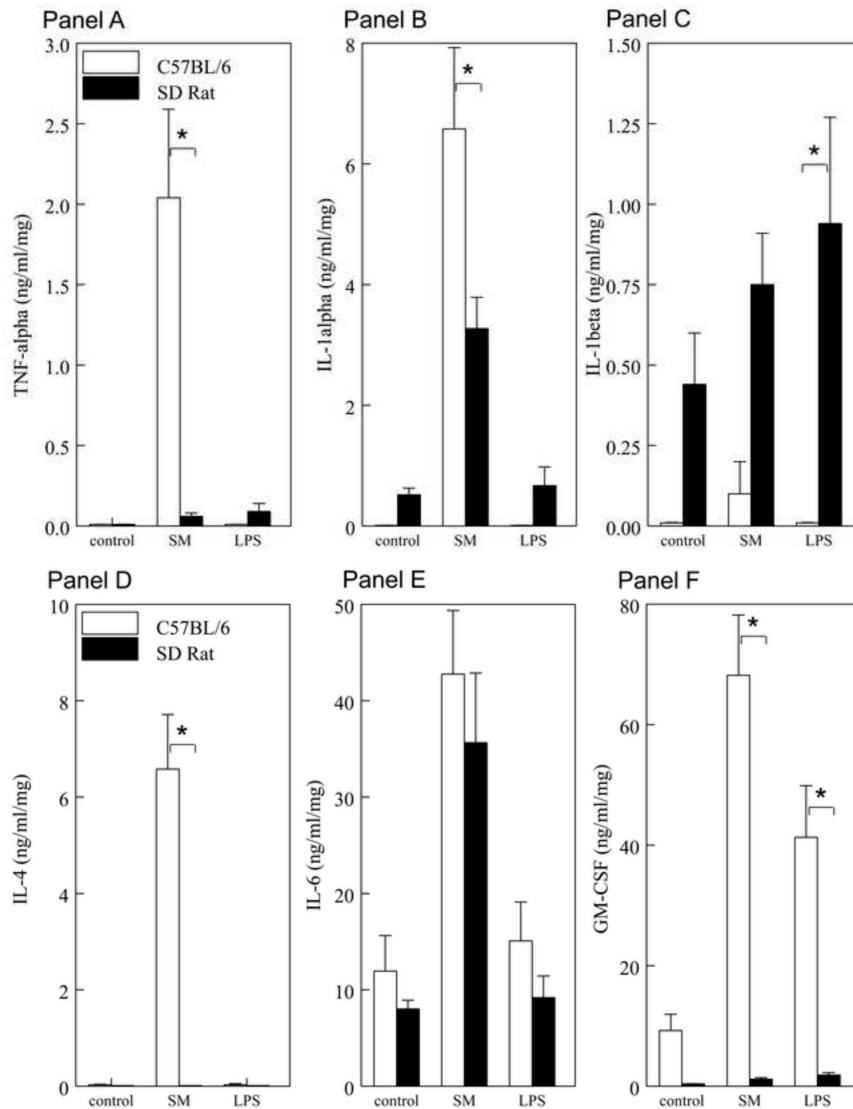 Panel A
3.0
C57BL/6
SD Rat
2.5
*
2.0
1.5
1.0
0.5
0.0
TNF-alpha (ng/ml/mg)
control SM LPS
Panel B
8
*
6
4
2
0
IL-1alpha (ng/ml/mg)
control SM LPS
Panel C
1.50
1.25
*
1.00
0.75
0.50
0.25
0.00
IL-1beta (ng/ml/mg)
control SM LPS
Panel D
10
C57BL/6
SD Rat
8
*
6
4
2
0
IL-4 (ng/ml/mg)
control SM LPS
Panel E
50
40
30
20
10
0
IL-6 (ng/ml/mg)
control SM LPS
Panel F
80
*
60
*
40
20
0
GM-CSF (ng/ml/mg)
control SM LPS